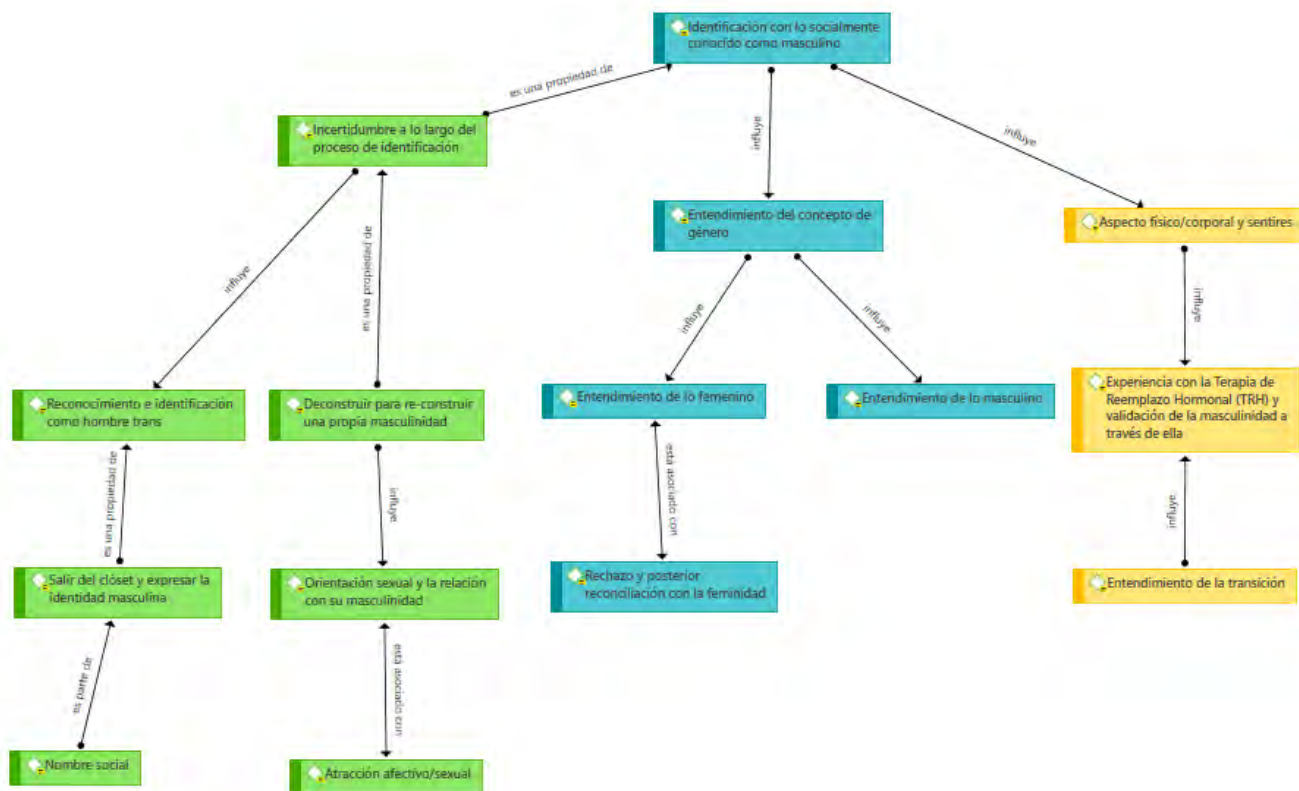 Identificación con lo socialmente
conocido como masculino
es una propiedad de
Incertidumbre a lo largo del
proceso de identificación
influye
influye
Entendimiento del concepto de
género
Aspecto físico/corporal y sentires
influye
es una propiedad de
influye
influye
influye
Reconocimiento e identificación
como hombre trans
Deconstruir para re-construir
una propia masculinidad
Entendimiento de lo femenino
Entendimiento de lo masculino
Experiencia con la Terapia de
Reemplazo Hormonal (TRH) y
validación de la masculinidad a
través de ella
es una propiedad de
influye
está asociado con
influye
Salir del clóset y expresar la
identidad masculina
Orientación sexual y la relación
con su masculinidad
Rechazo y posterior
reconciliación con la feminidad
Entendimiento de la transición
es parte de
está asociado con
Nombre social
Atracción afectivo/sexual